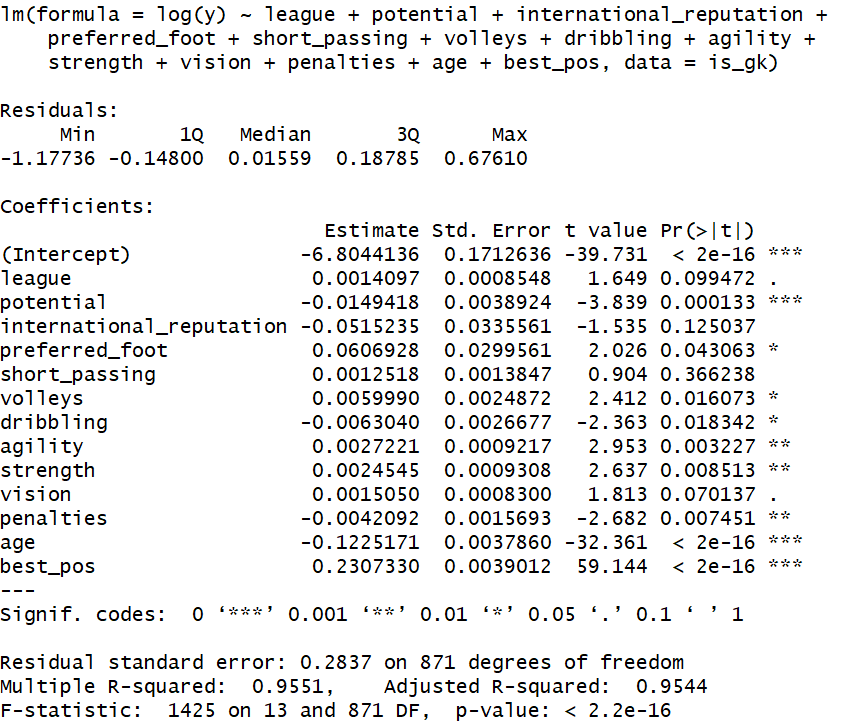 lm(formula = log(y) ~ league + potential + international_reputation +
    preferred_foot + short_passing + volleys + dribbling + agility +
    strength + vision + penalties + age + best_pos, data = is_gk)

Residuals:
     Min       1Q   Median       3Q      Max
-1.17736 -0.14800  0.01559  0.18785  0.67610

Coefficients:
                           Estimate Std. Error t value Pr(>|t|)
(Intercept)              -6.8044136  0.1712636 -39.731  < 2e-16 ***
league                    0.0014097  0.0008548   1.649 0.099472 .
potential                -0.0149418  0.0038924  -3.839 0.000133 ***
international_reputation -0.0515235  0.0335561  -1.535 0.125037
preferred_foot            0.0606928  0.0299561   2.026 0.043063 *
short_passing             0.0012518  0.0013847   0.904 0.366238
volleys                   0.0059990  0.0024872   2.412 0.016073 *
dribbling                -0.0063040  0.0026677  -2.363 0.018342 *
agility                   0.0027221  0.0009217   2.953 0.003227 **
strength                  0.0024545  0.0009308   2.637 0.008513 **
vision                    0.0015050  0.0008300   1.813 0.070137 .
penalties                -0.0042092  0.0015693  -2.682 0.007451 **
age                      -0.1225171  0.0037860 -32.361  < 2e-16 ***
best_pos                  0.2307330  0.0039012  59.144  < 2e-16 ***
---
Signif. codes:  0 ‘***’ 0.001 ‘**’ 0.01 ‘*’ 0.05 ‘.’ 0.1 ‘ ’ 1

Residual standard error: 0.2837 on 871 degrees of freedom
Multiple R-squared:  0.9551,    Adjusted R-squared:  0.9544
F-statistic:  1425 on 13 and 871 DF,  p-value: < 2.2e-16